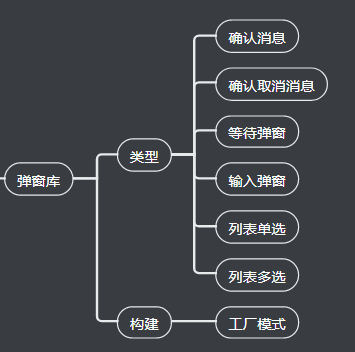 确认消息
确认取消消息
等待弹窗
类型
输入弹窗
弹窗库
列表单选
列表多选
构建
工厂模式